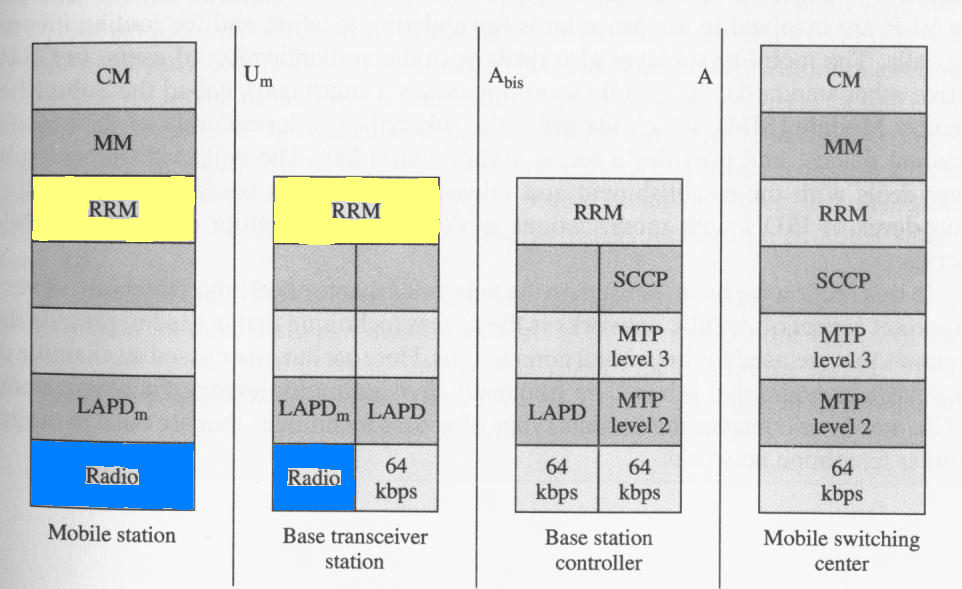 CM
MM
RRM
LAPDm
Radio
Mobile station
Um
RRM
LAPDm
LAPD
Radio
64
kbps
Base transceiver
station
Abis
RRM
SCCP
MTP
level 3
LAPD
MTP
level 2
64
kbps
64
kbps
Base station
controller
A
CM
MM
RRM
SCCP
MTP
level 3
MTP
level 2
64
kbps
Mobile switching
center